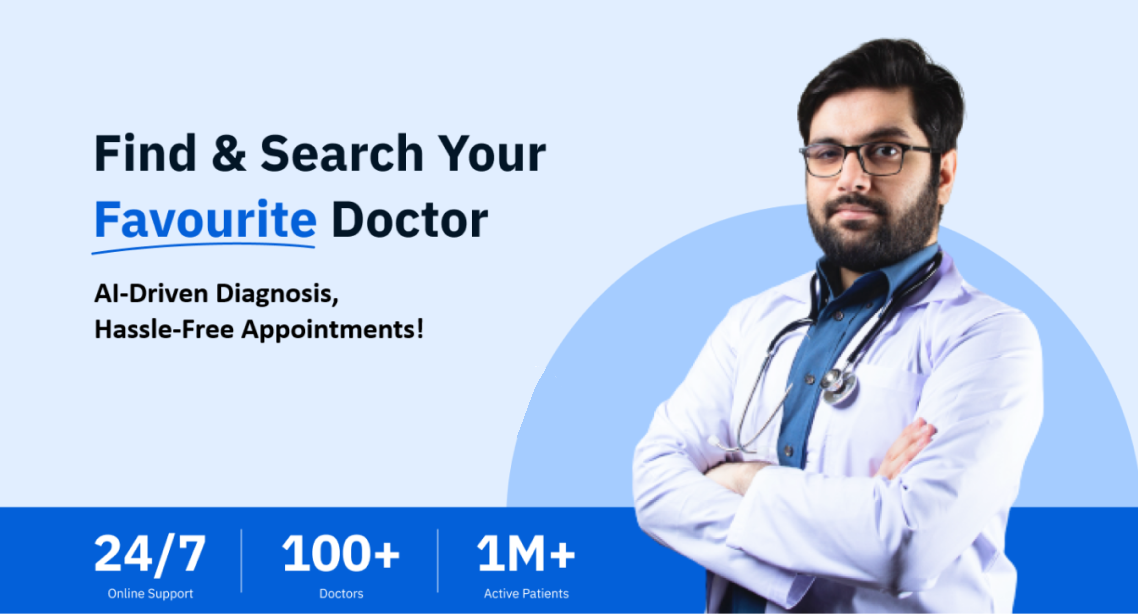 Find & Search Your
Favourite Doctor
AI-Driven Diagnosis,
Hassle-Free Appointments!
24/7
Online Support
100+
Doctors
1M+
Active Patients